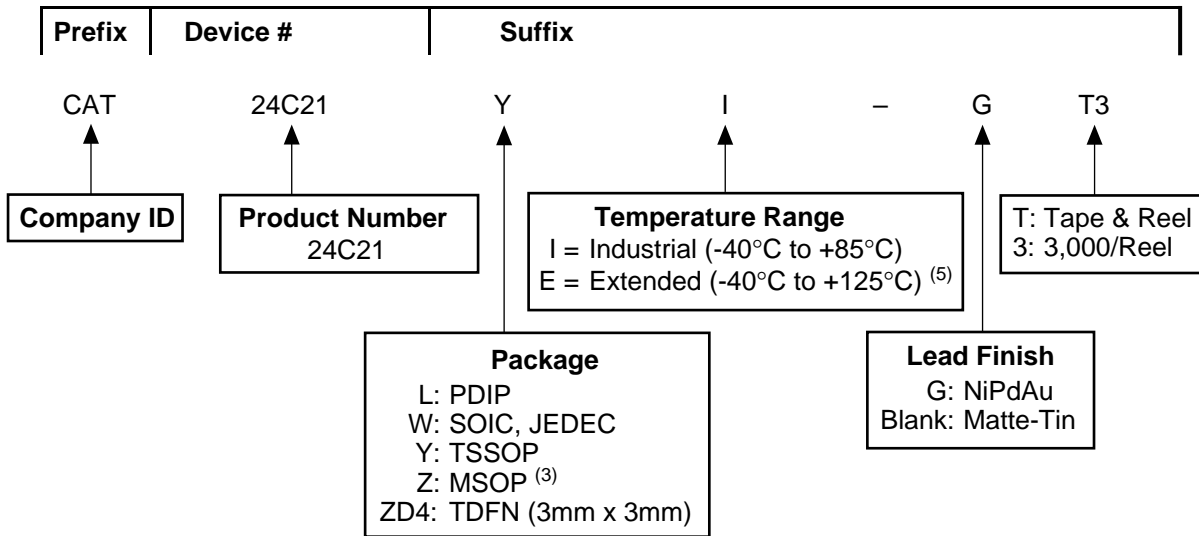 Prefix Device # Suffix
CAT 24C21 Y I – G T3
Company ID
Product Number
24C21
Temperature Range
I = Industrial (-40°C to +85°C)
E = Extended (-40°C to +125°C) (5)
T: Tape & Reel
3: 3,000/Reel
Package
L: PDIP
W: SOIC, JEDEC
Y: TSSOP
Z: MSOP (3)
ZD4: TDFN (3mm x 3mm)
Lead Finish
G: NiPdAu
Blank: Matte-Tin